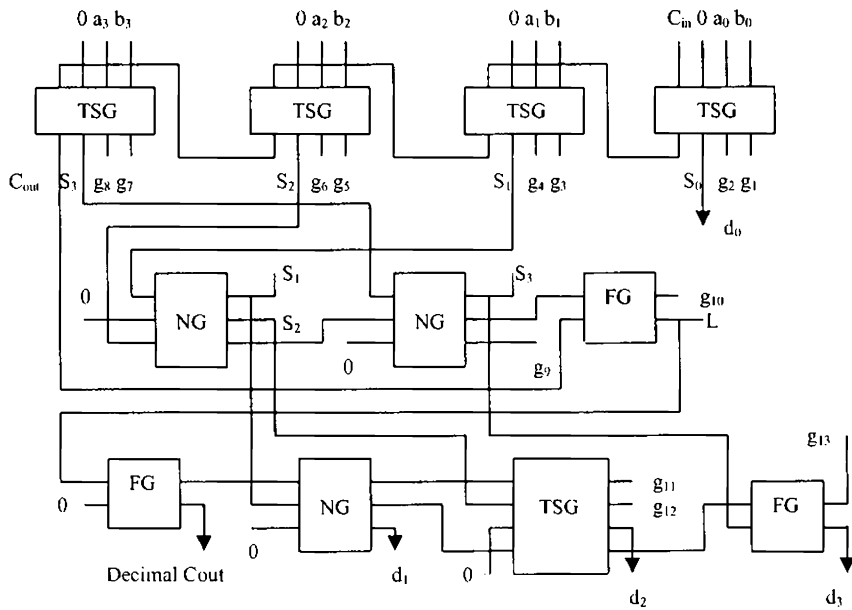 0 a₃ b₃ 0 a₂ b₂ 0 a₁ b₁ Cᵢₙ 0 a₀ b₀
TSG TSG TSG TSG
Cₒᵤₜ S₃ g₈ g₇ S₂ g₆ g₅ S₁ g₄ g₃ S₀ g₂ g₁
d₀
S₁ S₃
0 FG g₁₀
NG S₂ NG L
0 g₉
g₁₃
FG g₁₁
0 NG TSG g₁₂ FG
0 0
Decimal Cout d₁ d₂ d₃